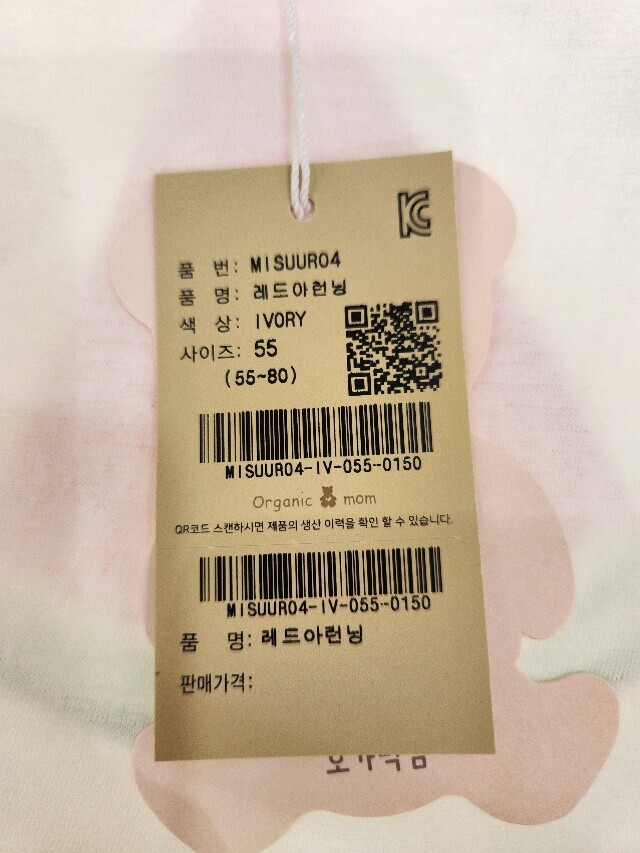 KC
품 번: MISUUR04
품 명: 레드아런닝
색 상: IVORY
사이즈: 55
(55~80)
MISUUR04-IV-055-0150
Organic mom
QR코드 스캔하시면 제품의 생산 이력을 확인 할 수 있습니다.
MISUUR04-IV-055-0150
품 명: 레드아런닝
판매가격: